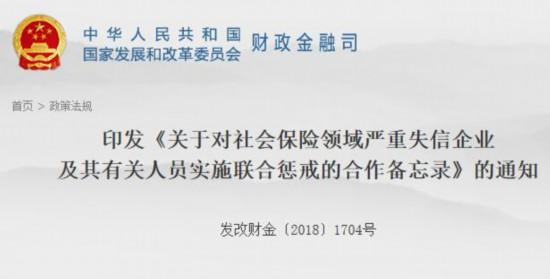 中华人民共和国
国家发展和改革委员会 财政金融司
首页 > 政策法规
印发《关于对社会保险领域严重失信企业
及其有关人员实施联合惩戒的合作备忘录》的通知
发改财金〔2018〕1704号